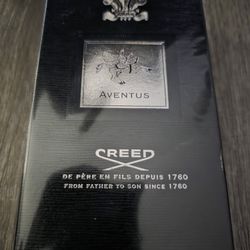 AVENTUS
CREED
DE PÈRE EN FILS DEPUIS 1760
FROM FATHER TO SON SINCE 1760